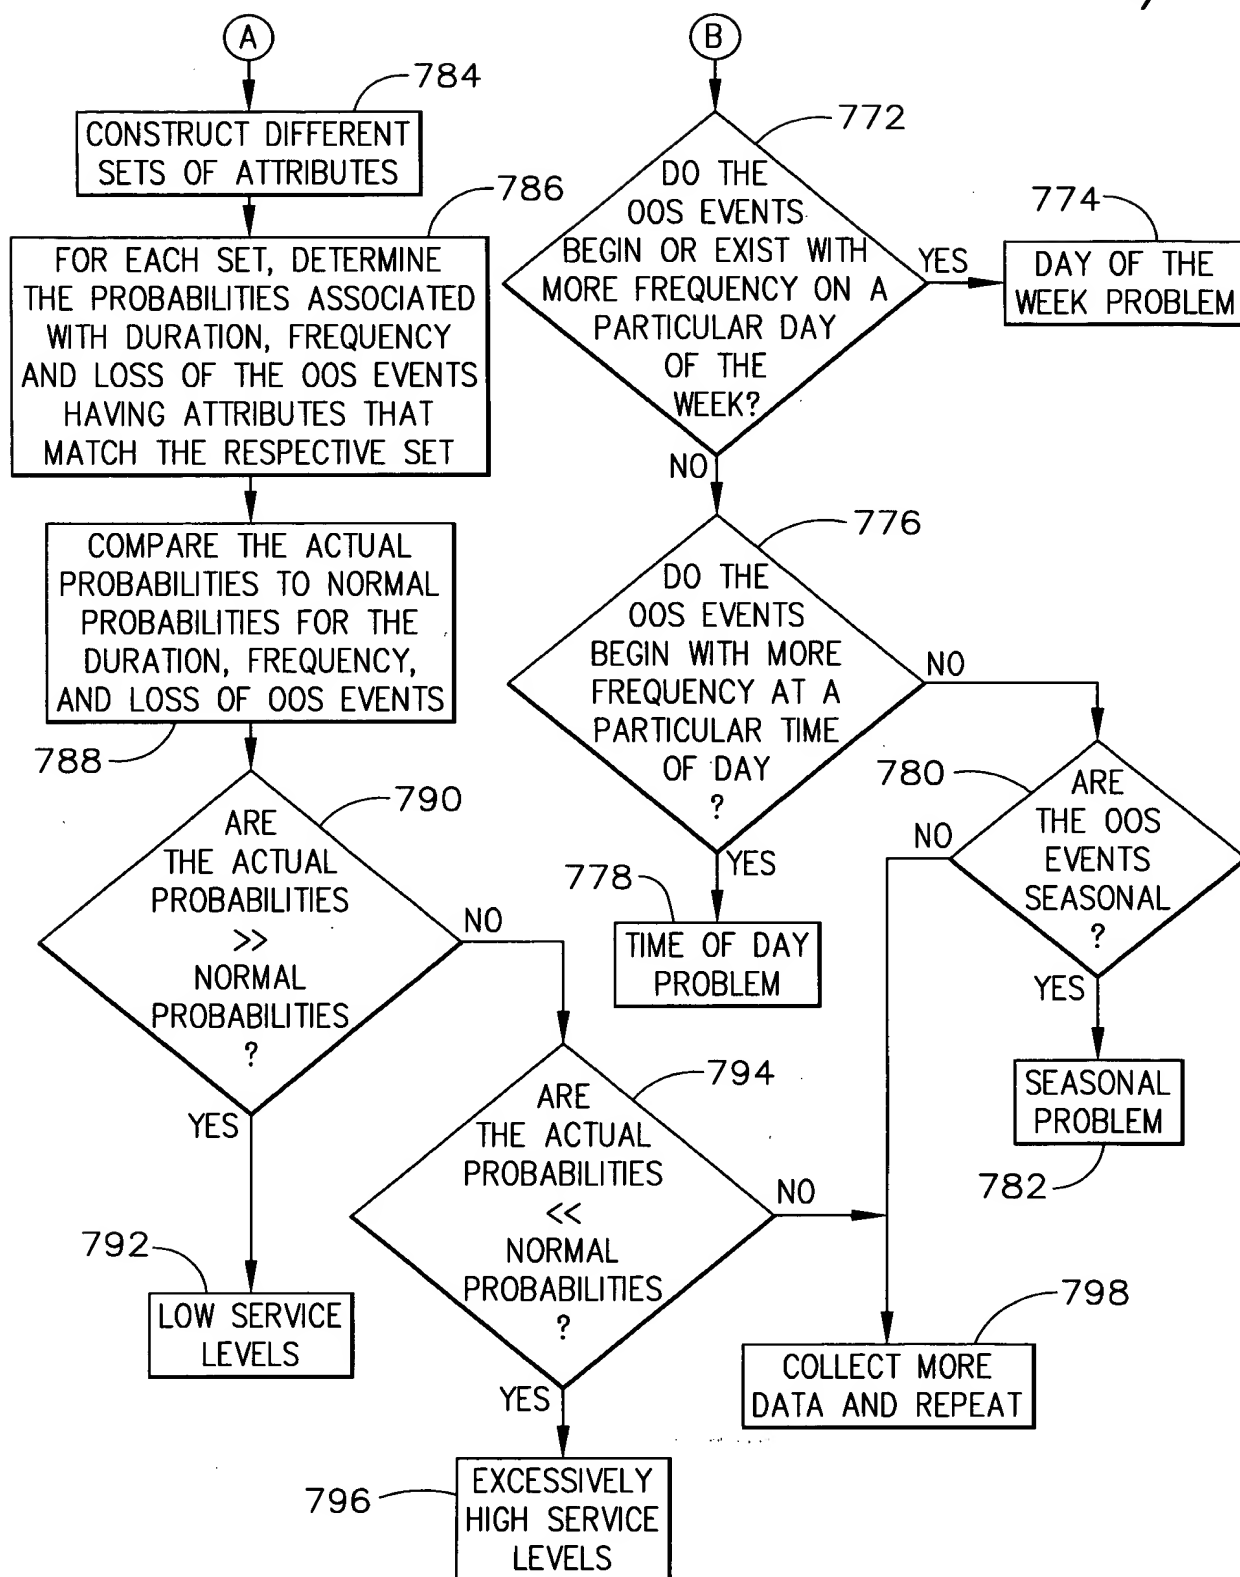 A
784
CONSTRUCT DIFFERENT
SETS OF ATTRIBUTES
786
FOR EACH SET, DETERMINE
THE PROBABILITIES ASSOCIATED
WITH DURATION, FREQUENCY
AND LOSS OF THE OOS EVENTS
HAVING ATTRIBUTES THAT
MATCH THE RESPECTIVE SET
COMPARE THE ACTUAL
PROBABILITIES TO NORMAL
PROBABILITIES FOR THE
DURATION, FREQUENCY,
AND LOSS OF OOS EVENTS
788
790
ARE
THE ACTUAL
PROBABILITIES
>>
NORMAL
PROBABILITIES
?
NO
YES
792
LOW SERVICE
LEVELS
794
ARE
THE ACTUAL
PROBABILITIES
<<
NORMAL
PROBABILITIES
?
NO
YES
796
EXCESSIVELY
HIGH SERVICE
LEVELS
B
772
DO THE
OOS EVENTS
BEGIN OR EXIST WITH
MORE FREQUENCY ON A
PARTICULAR DAY
OF THE
WEEK?
YES
774
DAY OF THE
WEEK PROBLEM
NO
776
DO THE
OOS EVENTS
BEGIN WITH MORE
FREQUENCY AT A
PARTICULAR TIME
OF DAY
?
NO
YES
778
TIME OF DAY
PROBLEM
780
ARE
THE OOS
EVENTS
SEASONAL
?
NO
YES
SEASONAL
PROBLEM
782
798
COLLECT MORE
DATA AND REPEAT